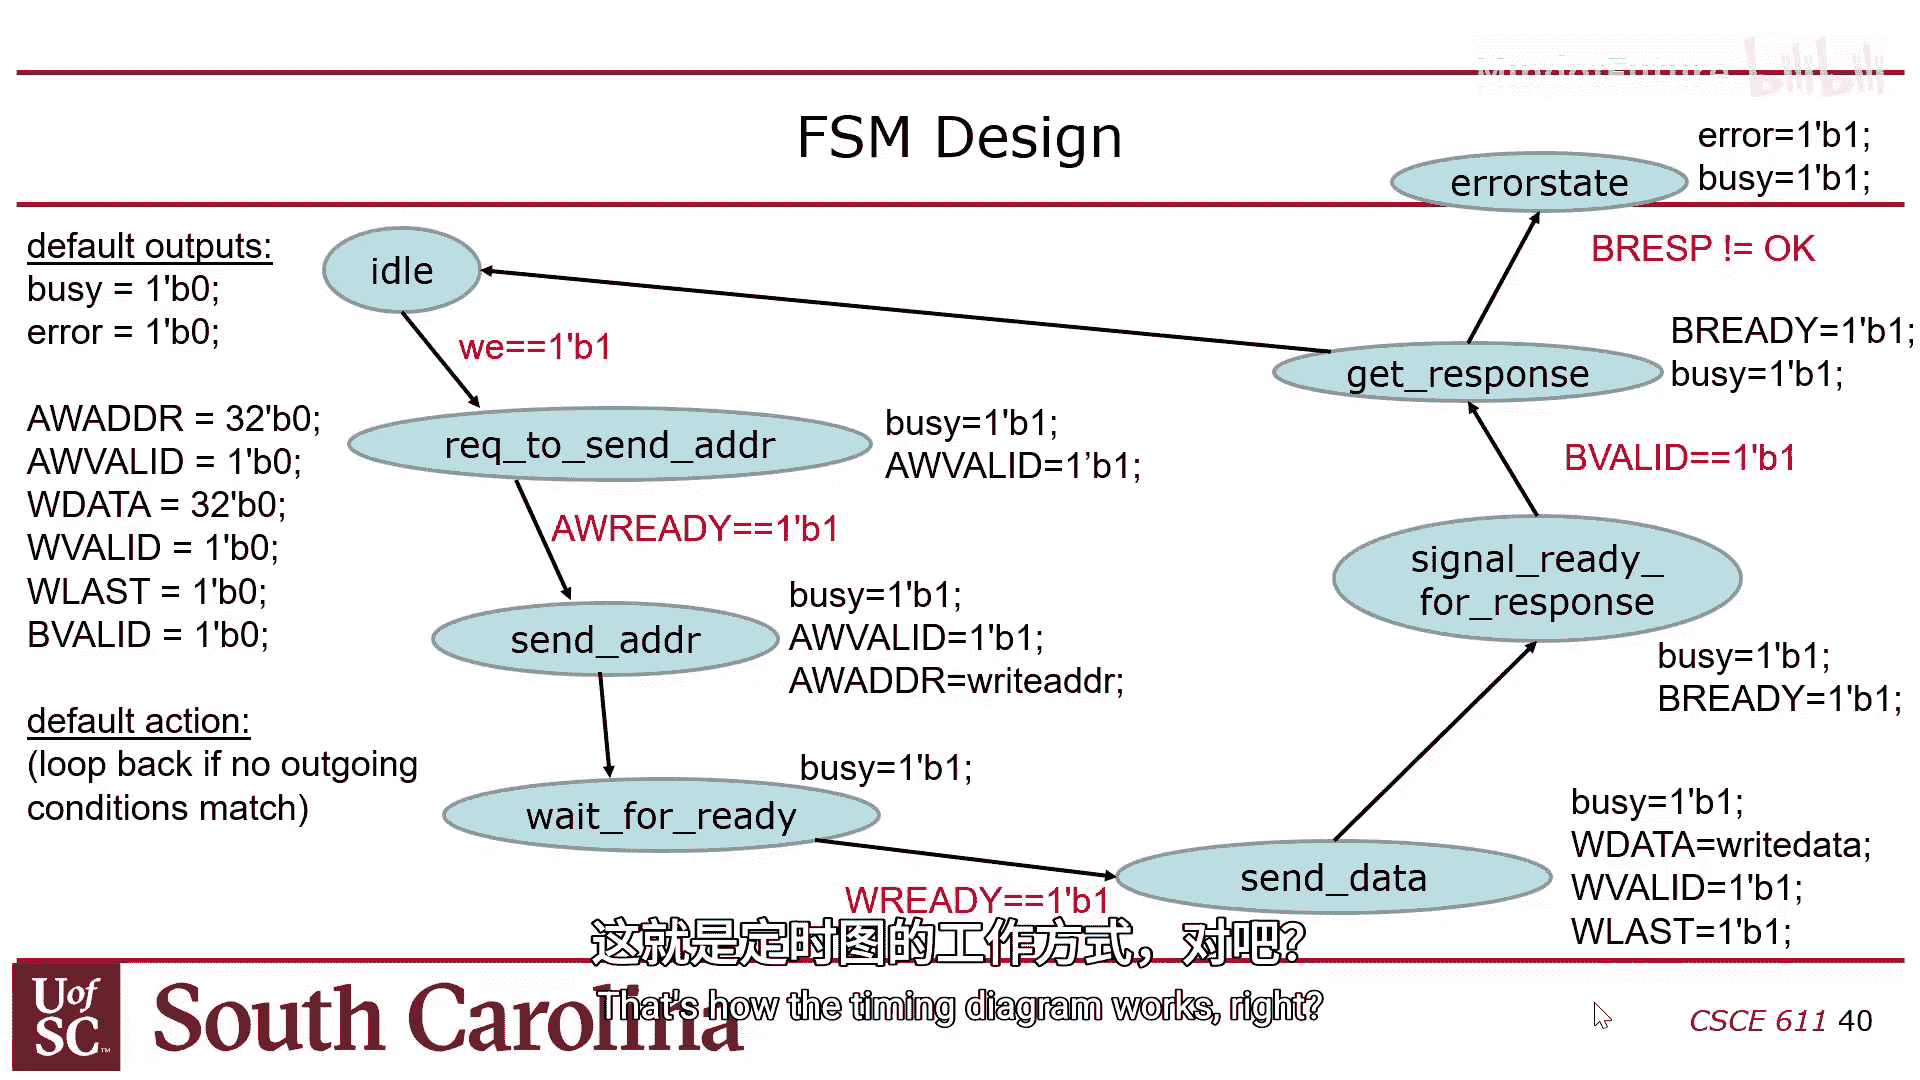 FSM Design
error=1'b1;
busy=1'b1;
errorstate
BRESP != OK
default outputs:
busy = 1'b0;
error = 1'b0;
AWADDR = 32'b0;
AWVALID = 1'b0;
WDATA = 32'b0;
WVALID = 1'b0;
WLAST = 1'b0;
BVALID = 1'b0;
default action:
(loop back if no outgoing
conditions match)
idle
we==1'b1
req_to_send_addr
busy=1'b1;
AWVALID=1’b1;
AWREADY==1'b1
send_addr
busy=1'b1;
AWVALID=1'b1;
AWADDR=writeaddr;
wait_for_ready
busy=1'b1;
WREADY==1'b1
send_data
busy=1'b1;
WDATA=writedata;
WVALID=1'b1;
WLAST=1'b1;
signal_ready_
for_response
busy=1'b1;
BREADY=1'b1;
BVALID==1'b1
get_response
BREADY=1'b1;
busy=1'b1;
这就是定时图的工作方式，对吧？
That's how the timing diagram works, right?
UofSC™
South Carolina
CSCE 611 40
bilibili